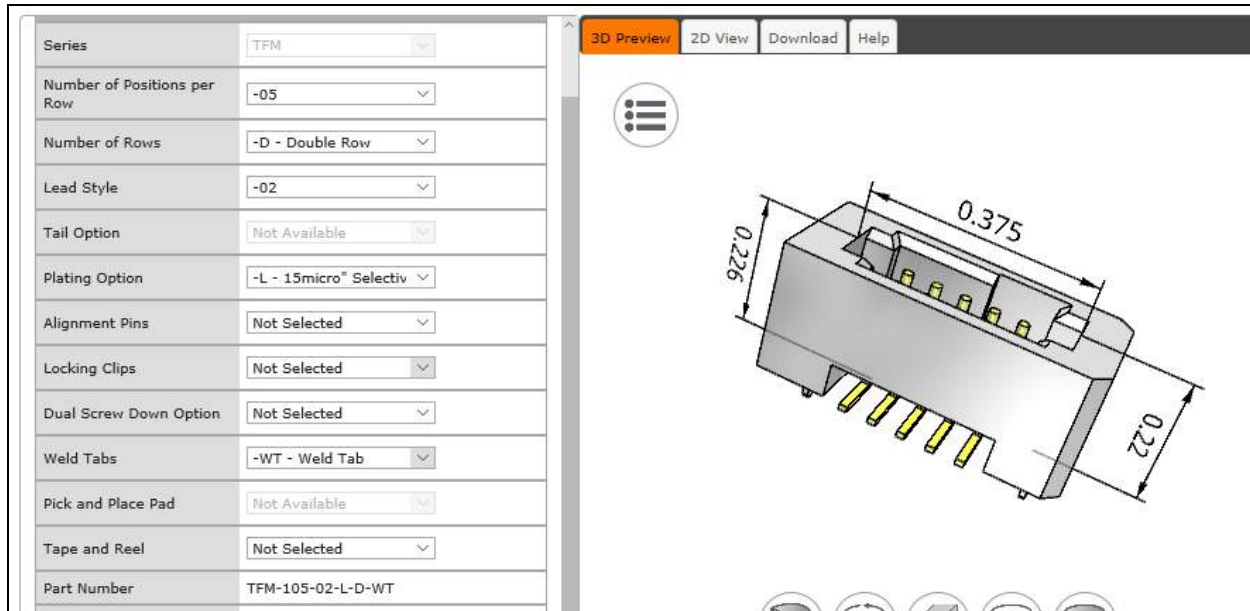 Series
TFM
Number of Positions per
Row
-05
Number of Rows
-D - Double Row
Lead Style
-02
Tail Option
Not Available
Plating Option
-L - 15micro" Selectiv
Alignment Pins
Not Selected
Locking Clips
Not Selected
Dual Screw Down Option
Not Selected
Weld Tabs
-WT - Weld Tab
Pick and Place Pad
Not Available
Tape and Reel
Not Selected
Part Number
TFM-105-02-L-D-WT
3D Preview
2D View
Download
Help
0.375
0.226
0.22